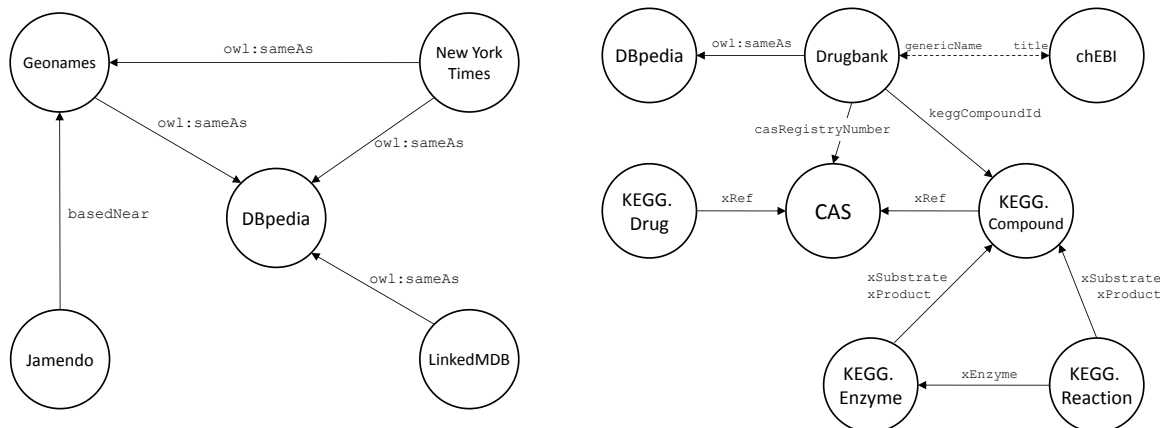 Geonames
owl:sameAs
New York
Times
owl:sameAs
owl:sameAs
basedNear
DBpedia
owl:sameAs
Jamendo
LinkedMDB
DBpedia
owl:sameAs
Drugbank
genericName
title
chEBI
casRegistryNumber
keggCompoundId
KEGG.
Drug
xRef
CAS
xRef
KEGG.
Compound
xSubstrate
xProduct
xSubstrate
xProduct
KEGG.
Enzyme
xEnzyme
KEGG.
Reaction